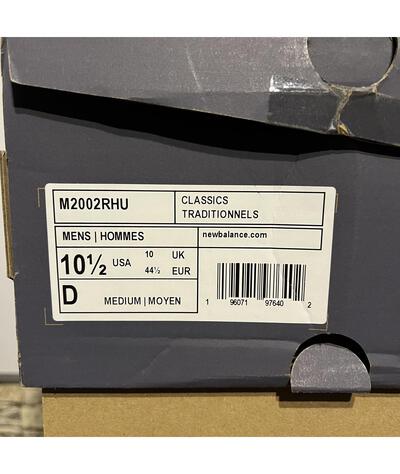 M2002RHU
CLASSICS
TRADITIONNELS
MENS | HOMMES
newbalance.com
10½ USA 10 UK
44½ EUR
D MEDIUM | MOYEN
1 96071 97640 2